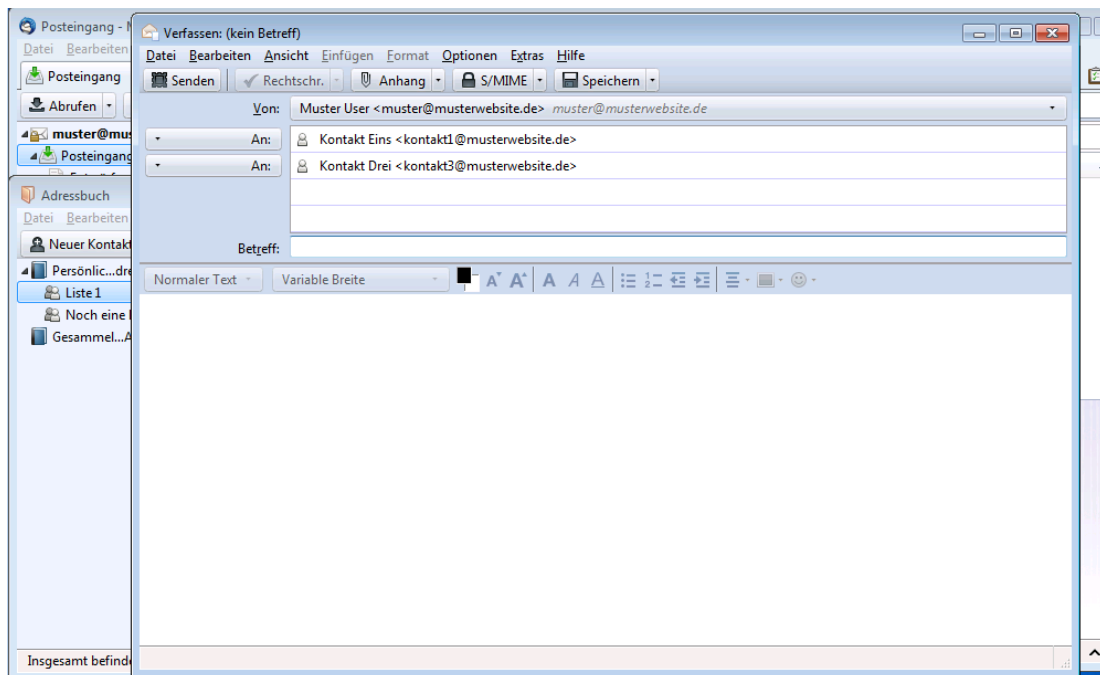 Posteingang - M
Datei Bearbeiten
Posteingang
Abrufen
muster@mus
Posteingang
Adressbuch
Datei Bearbeiten
Neuer Kontakt
Persönlic...dre
Liste 1
Noch eine l
Gesammel...A
Insgesamt befinde
Verfassen: (kein Betreff)
Datei Bearbeiten Ansicht Einfügen Format Optionen Extras Hilfe
Senden Rechtschr. Anhang S/MIME Speichern
Von: Muster User <muster@musterwebsite.de> muster@musterwebsite.de
An: Kontakt Eins <kontakt1@musterwebsite.de>
An: Kontakt Drei <kontakt3@musterwebsite.de>
Betreff:
Normaler Text Variable Breite